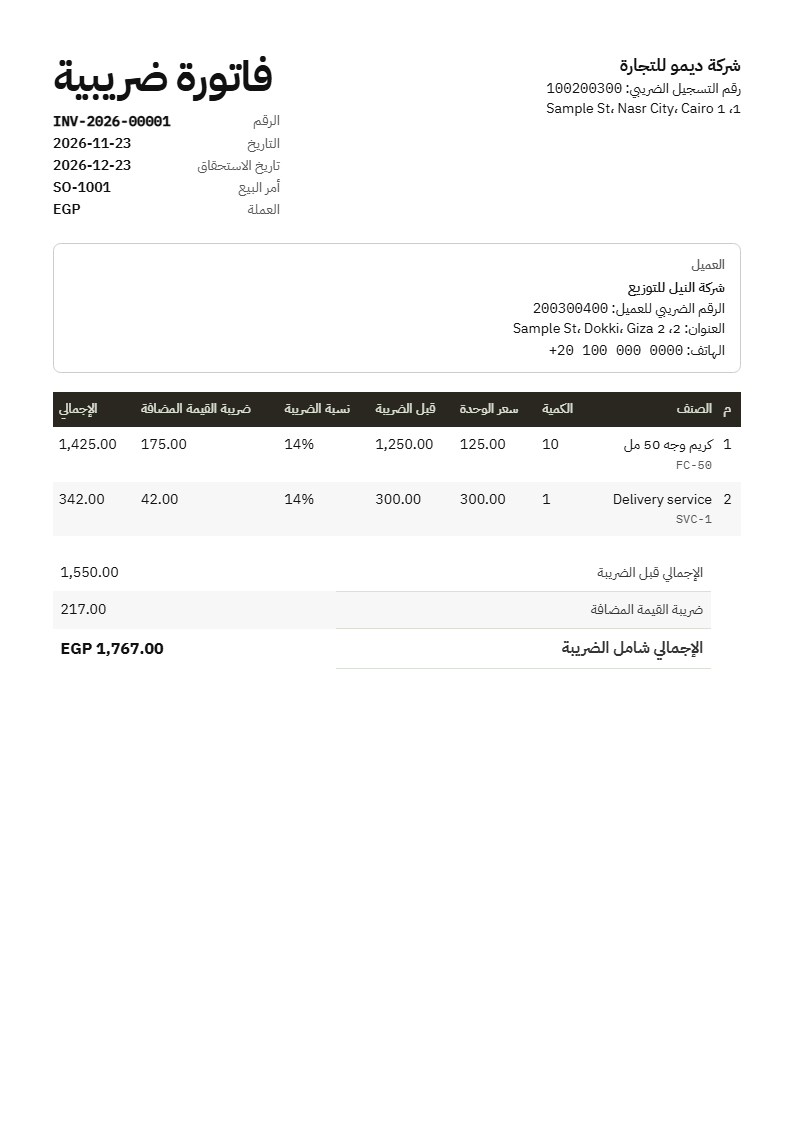 شركة ديمو للتجارة
رقم التسجيل الضريبي: 100200300
1، 1 Sample St، Nasr City، Cairo
فاتورة ضريبية
الرقم INV-2026-00001
التاريخ 2026-11-23
تاريخ الاستحقاق 2026-12-23
أمر البيع SO-1001
العملة EGP
العميل
شركة النيل للتوزيع
الرقم الضريبي للعميل: 200300400
العنوان: 2، 2 Sample St، Dokki، Giza
الهاتف: +20 100 000 0000
م الصنف الكمية سعر الوحدة قبل الضريبة نسبة الضريبة ضريبة القيمة المضافة الإجمالي
1 كريم وجه 50 مل 10 125.00 1,250.00 14% 175.00 1,425.00
FC-50
2 Delivery service 1 300.00 300.00 14% 42.00 342.00
SVC-1
الإجمالي قبل الضريبة 1,550.00
ضريبة القيمة المضافة 217.00
الإجمالي شامل الضريبة EGP 1,767.00